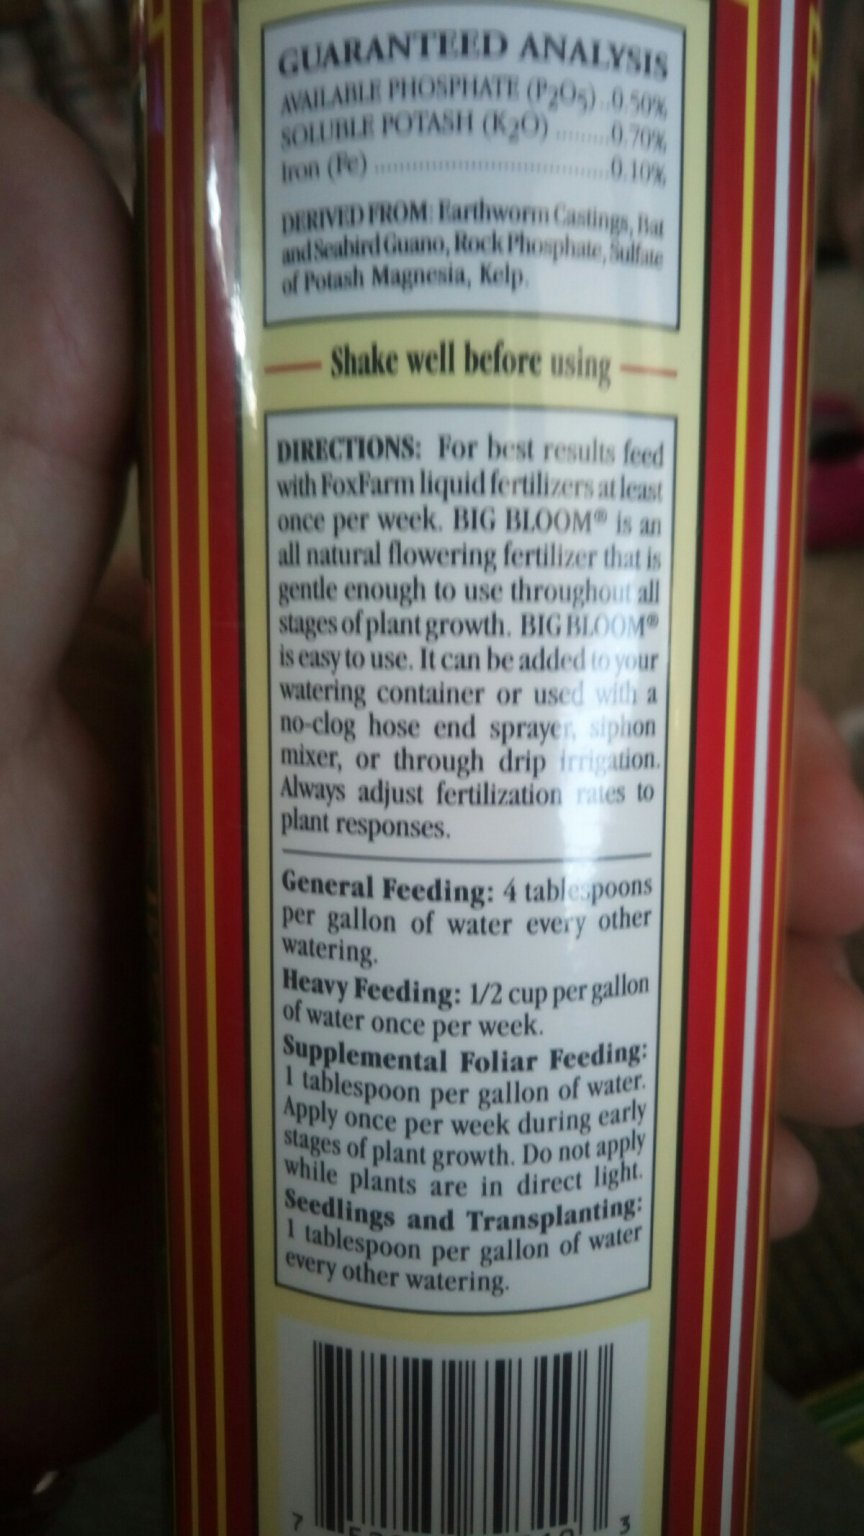 GUARANTEED ANALYSIS
AVAILABLE PHOSPHATE (P2O5)..0.50%
SOLUBLE POTASH (K2O) .........0.70%
Iron (Fe) ......................................0.10%
DERIVED FROM: Earthworm Castings, Bat
and Seabird Guano, Rock Phosphate, Sulfate
of Potash Magnesia, Kelp.
Shake well before using
DIRECTIONS: For best results feed
with FoxFarm liquid fertilizers at least
once per week. BIG BLOOM® is an
all natural flowering fertilizer that is
gentle enough to use throughout all
stages of plant growth. BIG BLOOM®
is easy to use. It can be added to your
watering container or used with a
no-clog hose end sprayer, siphon
mixer, or through drip irrigation.
Always adjust fertilization rates to
plant responses.
General Feeding: 4 tablespoons
per gallon of water every other
watering.
Heavy Feeding: 1/2 cup per gallon
of water once per week.
Supplemental Foliar Feeding:
1 tablespoon per gallon of water.
Apply once per week during early
stages of plant growth. Do not apply
while plants are in direct light.
Seedlings and Transplanting:
1 tablespoon per gallon of water
every other watering.
7 3